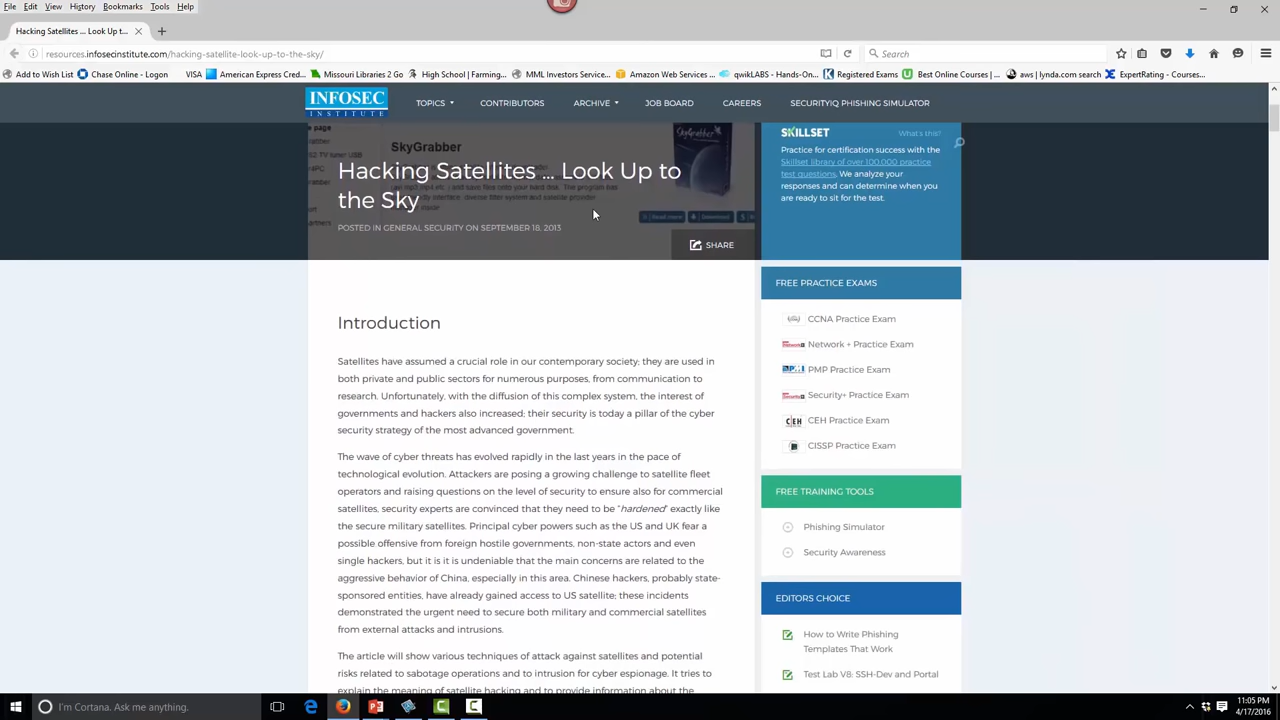 File Edit View History Bookmarks Tools Help
Hacking Satellites ... Look Up t...
resources.infosecinstitute.com/hacking-satellite-look-up-to-the-sky/
Search
Add to Wish List Chase Online - Logon VISA American Express Cred... Missouri Libraries 2 Go High School | Farming... MML Investors Service... Amazon Web Services ... qwikLABS - Hands-On... Registered Exams Best Online Courses | ... aws | lynda.com search ExpertRating - Courses...
INFOSEC
INSTITUTE
TOPICS CONTRIBUTORS ARCHIVE JOB BOARD CAREERS SECURITYIQ PHISHING SIMULATOR
SkyGrabber
Hacking Satellites ... Look Up to
the Sky
POSTED IN GENERAL SECURITY ON SEPTEMBER 18, 2013
SHARE
Introduction
Satellites have assumed a crucial role in our contemporary society; they are used in
both private and public sectors for numerous purposes, from communication to
research. Unfortunately, with the diffusion of this complex system, the interest of
governments and hackers also increased; their security is today a pillar of the cyber
security strategy of the most advanced government.
The wave of cyber threats has evolved rapidly in the last years in the pace of
technological evolution. Attackers are posing a growing challenge to satellite fleet
operators and raising questions on the level of security to ensure also for commercial
satellites, security experts are convinced that they need to be "hardened" exactly like
the secure military satellites. Principal cyber powers such as the US and UK fear a
possible offensive from foreign hostile governments, non-state actors and even
single hackers, but it is it is undeniable that the main concerns are related to the
aggressive behavior of China, especially in this area. Chinese hackers, probably state-
sponsored entities, have already gained access to US satellite; these incidents
demonstrated the urgent need to secure both military and commercial satellites
from external attacks and intrusions.
The article will show various techniques of attack against satellites and potential
risks related to sabotage operations and to intrusion for cyber espionage. It tries to
explain the meaning of satellite hacking and to provide information about the
SKILLSET
What's this?
Practice for certification success with the
Skillset library of over 100,000 practice
test questions. We analyze your
responses and can determine when you
are ready to sit for the test.
FREE PRACTICE EXAMS
CCNA Practice Exam
Network + Practice Exam
PMP Practice Exam
Security+ Practice Exam
CEH Practice Exam
CISSP Practice Exam
FREE TRAINING TOOLS
Phishing Simulator
Security Awareness
EDITORS CHOICE
How to Write Phishing
Templates That Work
Test Lab V8: SSH-Dev and Portal
I'm Cortana. Ask me anything.
11:05 PM
4/17/2016